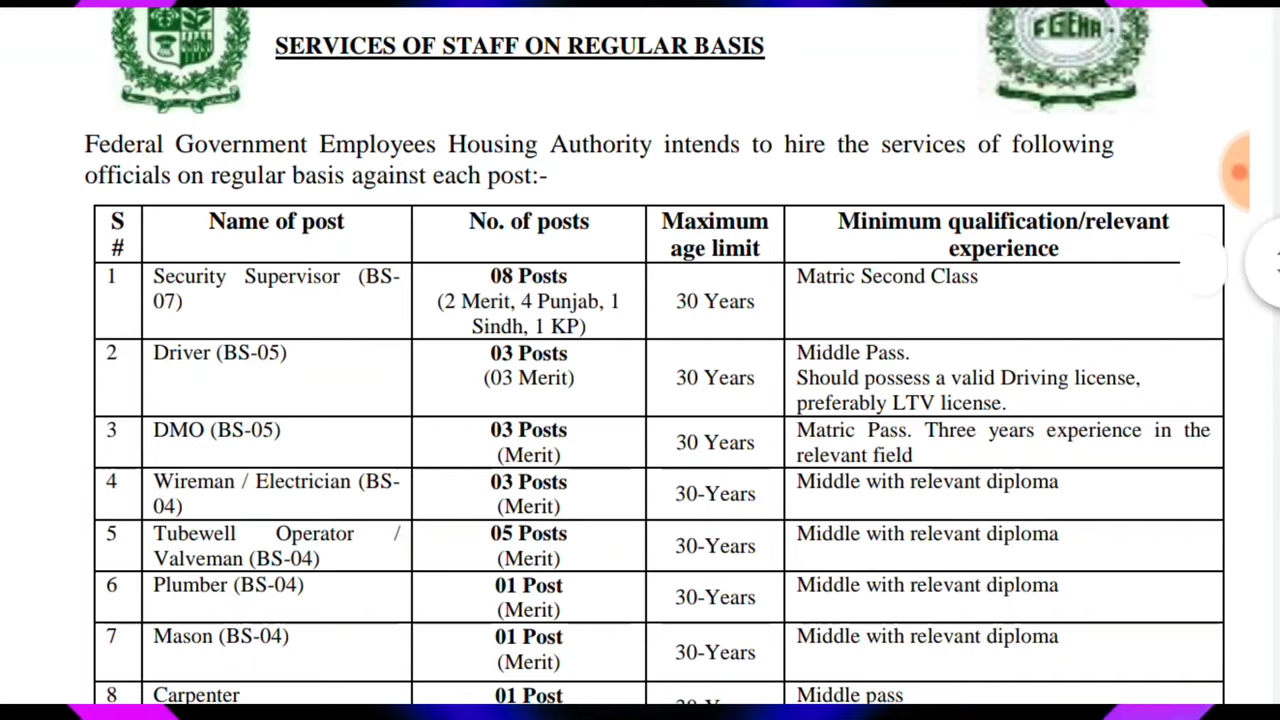 FGEHA
SERVICES OF STAFF ON REGULAR BASIS
Federal Government Employees Housing Authority intends to hire the services of following
officials on regular basis against each post:-
S # Name of post No. of posts Maximum age limit Minimum qualification/relevant experience
1 Security Supervisor (BS-07) 08 Posts (2 Merit, 4 Punjab, 1 Sindh, 1 KP) 30 Years Matric Second Class
2 Driver (BS-05) 03 Posts (03 Merit) 30 Years Middle Pass. Should possess a valid Driving license, preferably LTV license.
3 DMO (BS-05) 03 Posts (Merit) 30 Years Matric Pass. Three years experience in the relevant field
4 Wireman / Electrician (BS-04) 03 Posts (Merit) 30-Years Middle with relevant diploma
5 Tubewell Operator / Valveman (BS-04) 05 Posts (Merit) 30-Years Middle with relevant diploma
6 Plumber (BS-04) 01 Post (Merit) 30-Years Middle with relevant diploma
7 Mason (BS-04) 01 Post (Merit) 30-Years Middle with relevant diploma
8 Carpenter 01 Post Middle pass